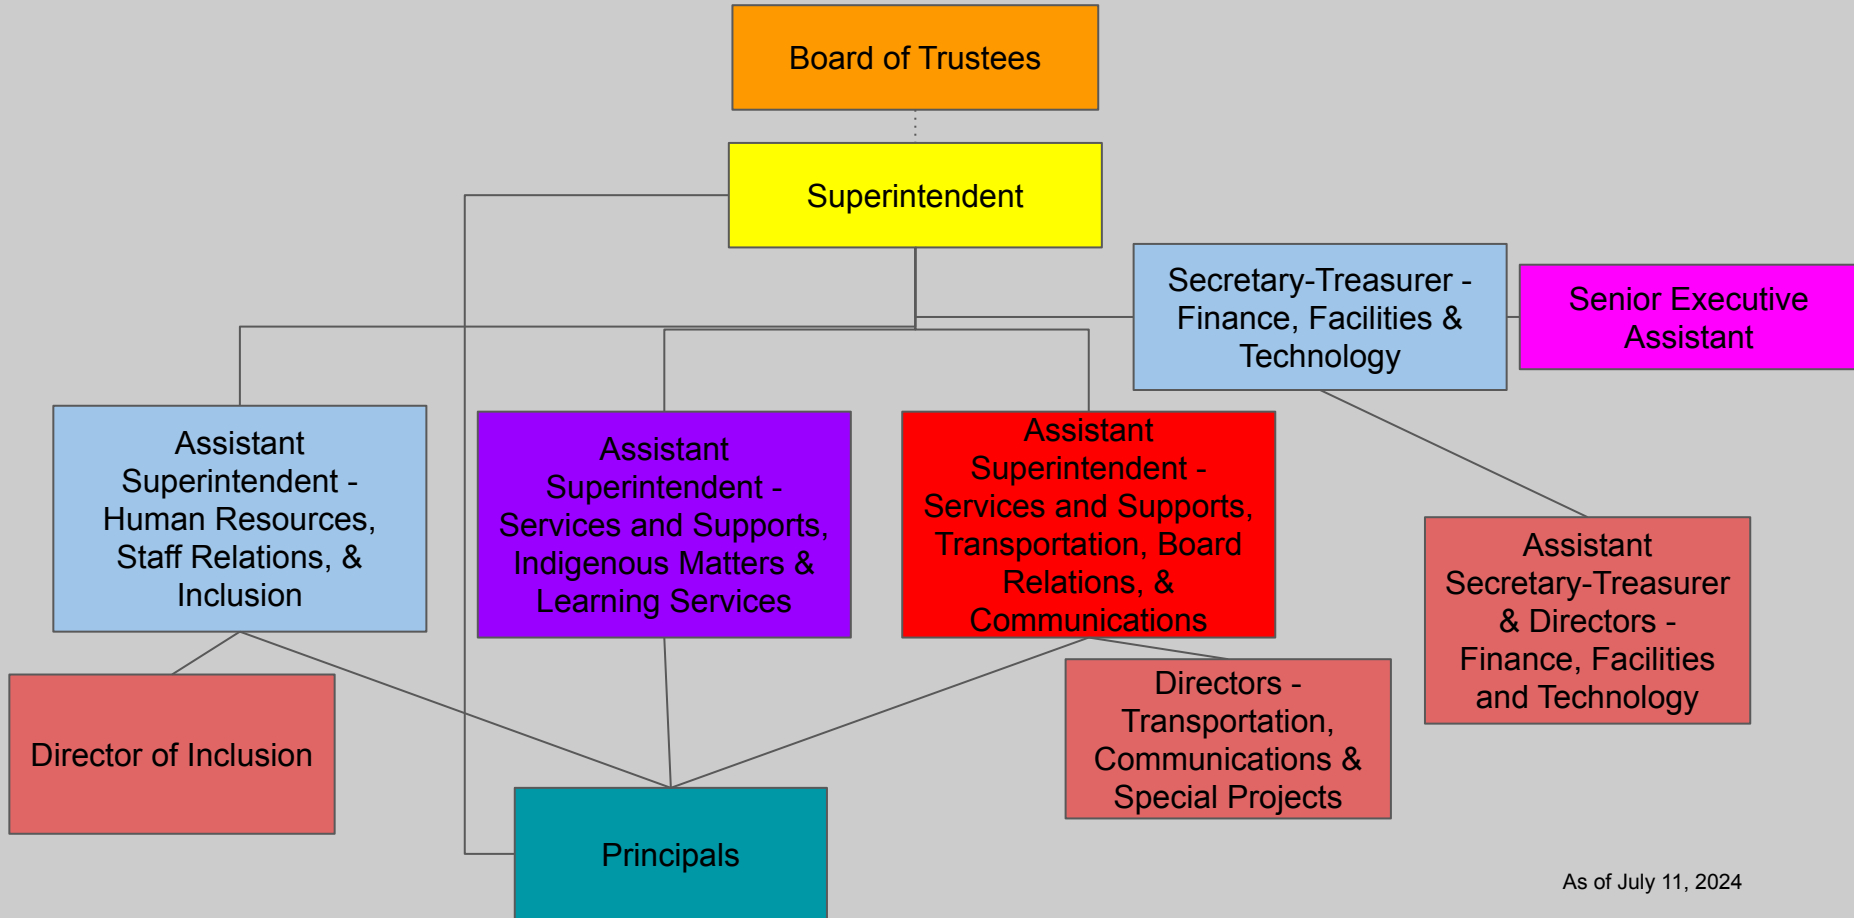 Board of Trustees
Superintendent
Secretary-Treasurer -
Finance, Facilities &
Technology
Senior Executive
Assistant
Assistant
Superintendent -
Human Resources,
Staff Relations, &
Inclusion
Assistant
Superintendent -
Services and Supports,
Indigenous Matters &
Learning Services
Assistant
Superintendent -
Services and Supports,
Transportation, Board
Relations, &
Communications
Assistant
Secretary-Treasurer
& Directors -
Finance, Facilities
and Technology
Director of Inclusion
Directors -
Transportation,
Communications &
Special Projects
Principals
As of July 11, 2024